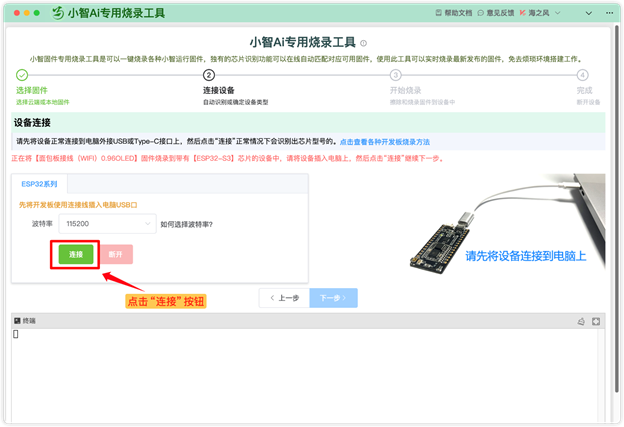 小智Ai专用烧录工具
帮助文档 意见反馈 海之风
小智Ai专用烧录工具
小智固件专用烧录工具是可以一键烧录各种小智运行固件，独有的芯片识别功能可以在线自动匹配对应可用固件，使用此工具可以实时烧录最新发布的固件，免去烦琐环境搭建工作。
2 3 4
选择固件 连接设备 开始烧录 完成
选择云端或本地固件 自动识别或确定设备类型 擦除和烧录固件到设备中 断开设备
设备连接
请先将设备正常连接到电脑外接USB或Type-C接口上，然后点击“连接”正常情况下会识别出芯片型号的。点击查看各种开发板烧录方法
正在将【面包板接线（WIFI）0.96OLED】固件烧录到带有【ESP32-S3】芯片的设备中，请将设备插入电脑上，然后点击“连接”继续下一步。
ESP32系列
先将开发板使用连接线插入电脑USB口
波特率 115200 如何选择波特率?
连接 断开
请先将设备连接到电脑上
点击“连接”按钮
上一步 下一步
终端